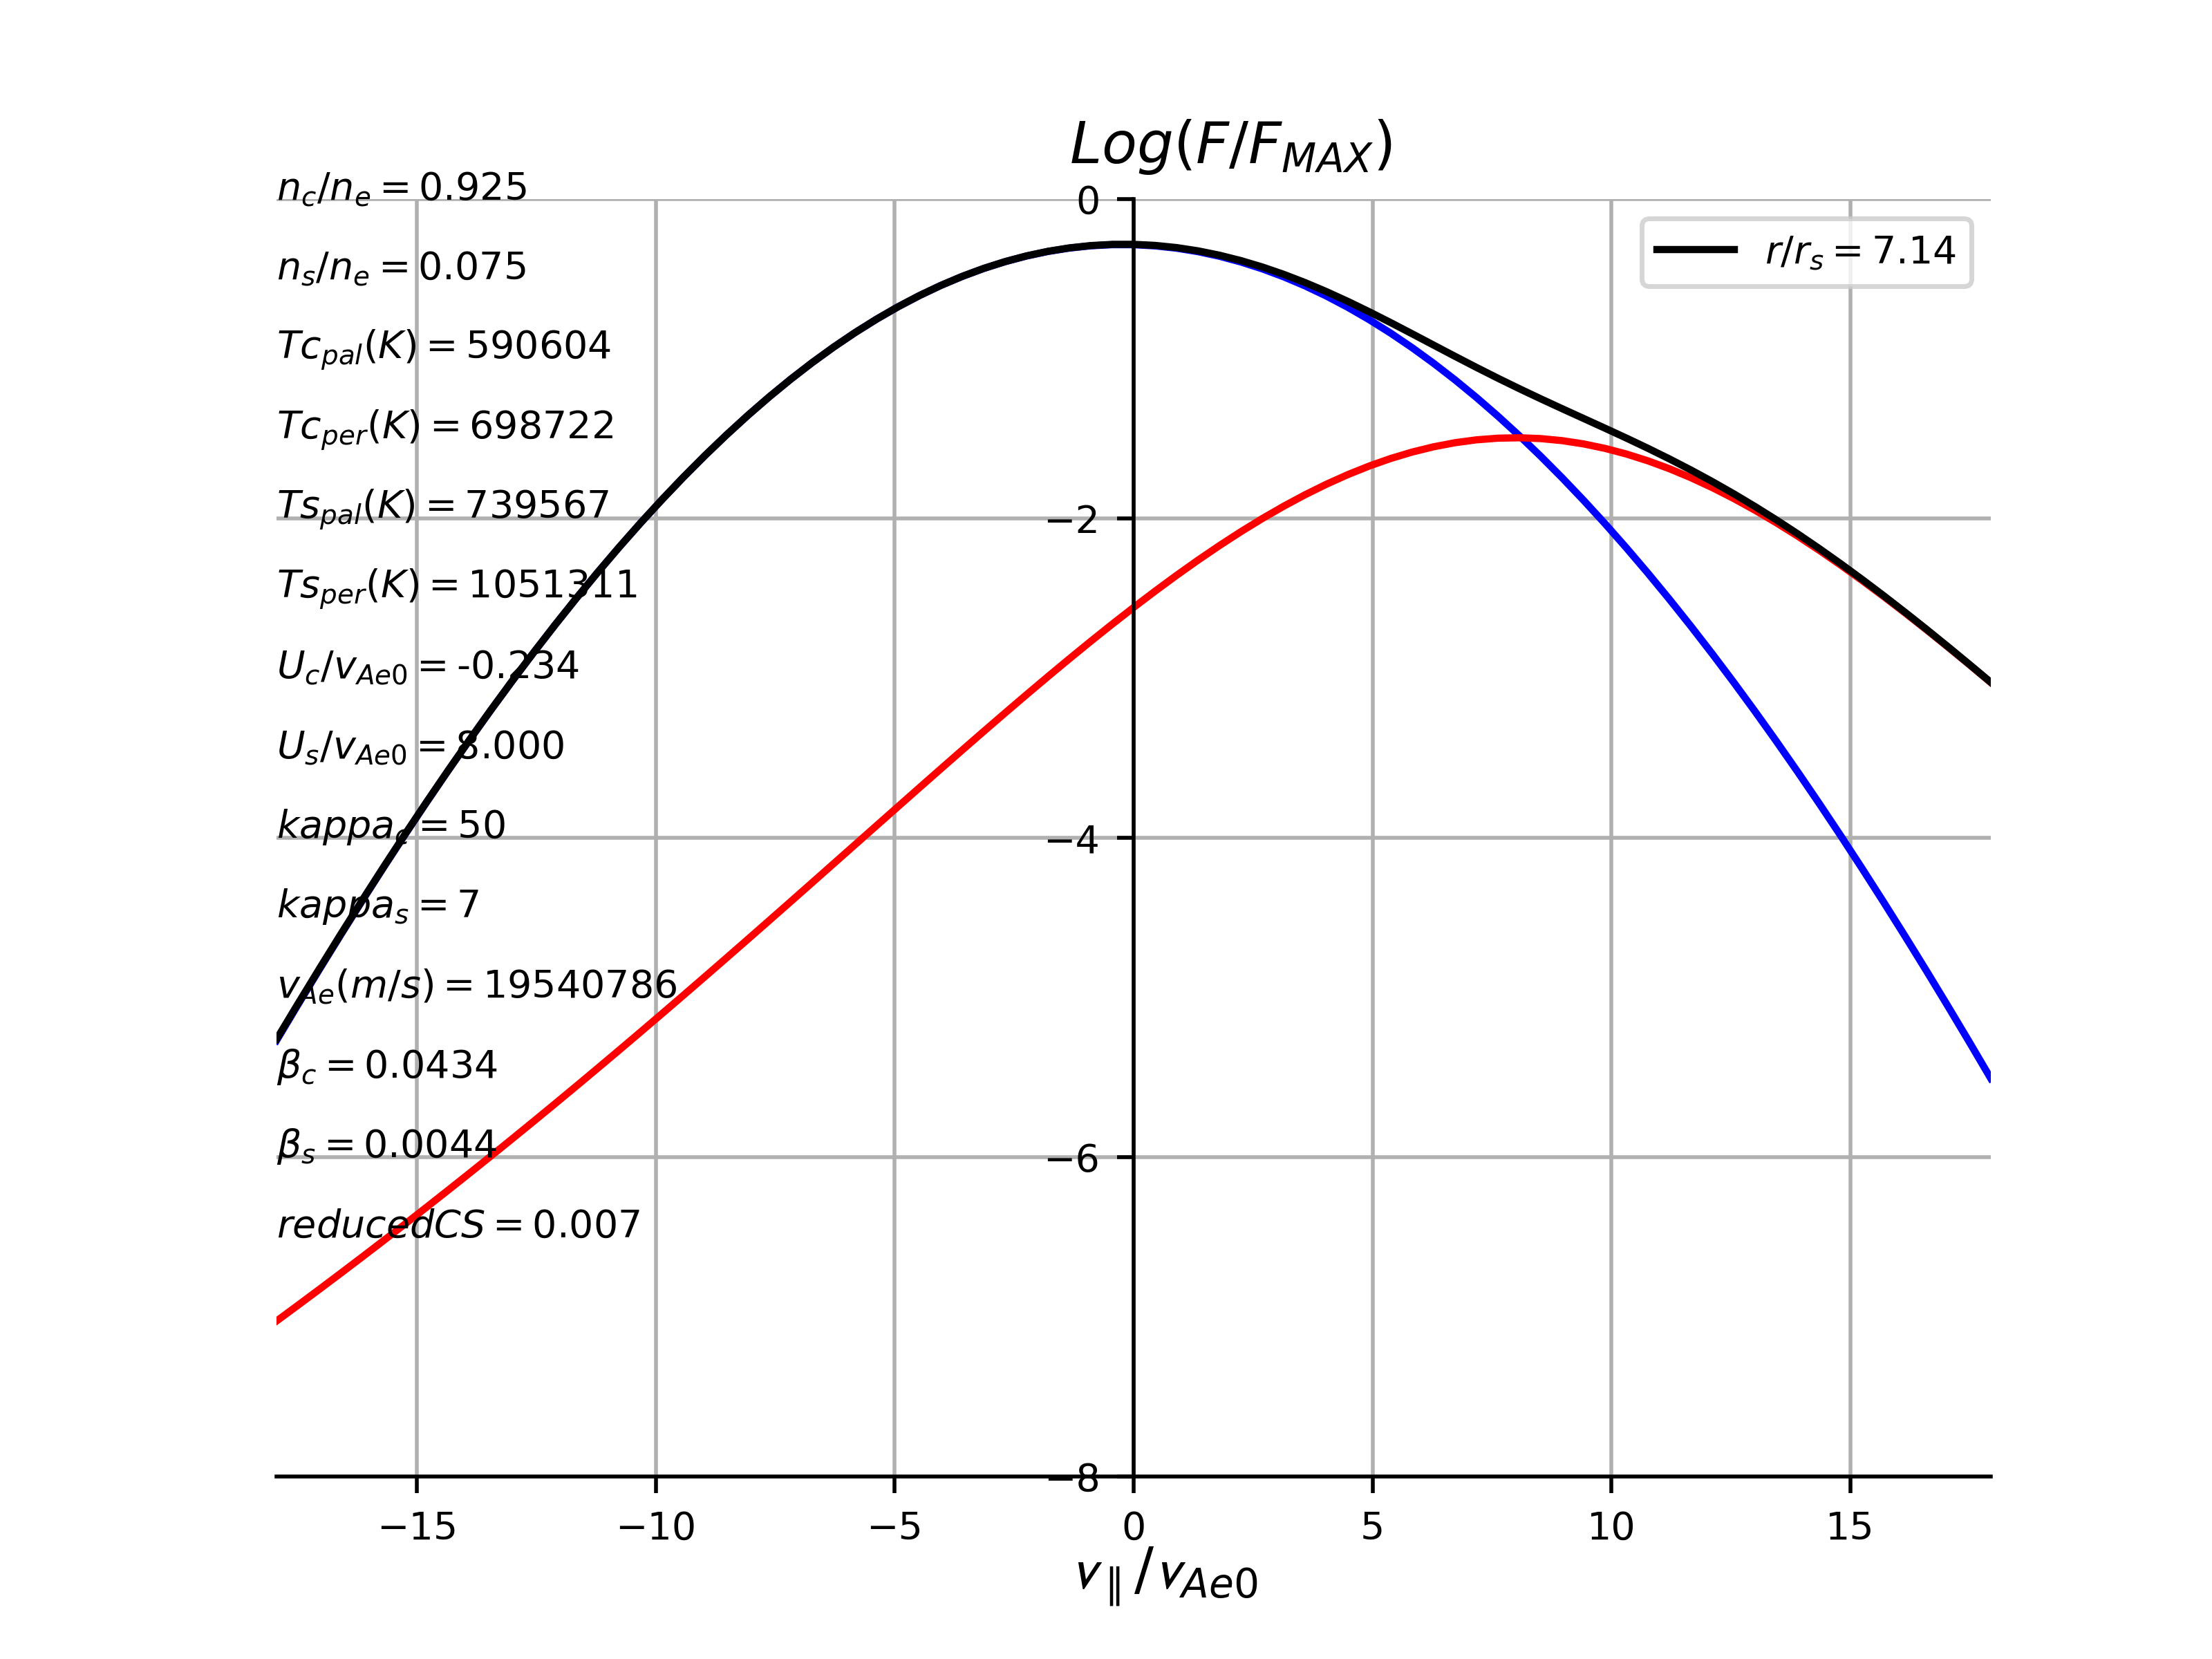 Log(F/F_MAX)
n_c/n_e = 0.925
n_s/n_e = 0.075
Tc_pal(K) = 590604
Tc_per(K) = 698722
Ts_pal(K) = 739567
Ts_per(K) = 1051311
U_c/v_Ae0 = -0.234
U_s/v_Ae0 = 8.000
kappa_c = 50
kappa_s = 7
v_Ae(m/s) = 19540786
β_c = 0.0434
β_s = 0.0044
reducedCS = 0.007
r/r_s = 7.14
0
−2
−4
−6
−8
−15 −10 −5 0 5 10 15
v_∥/v_Ae0